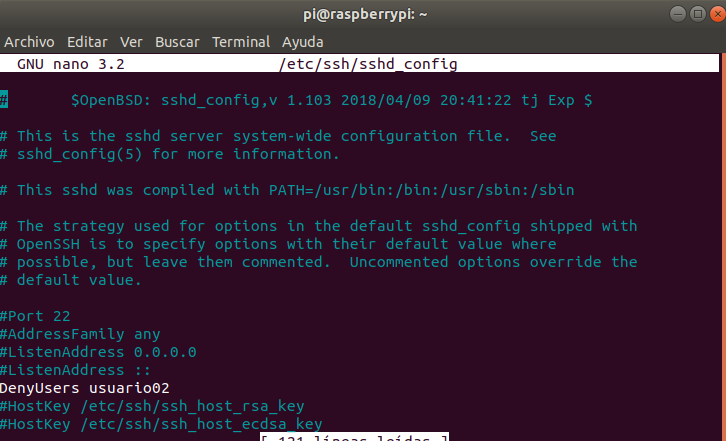 pi@raspberrypi: ~
Archivo Editar Ver Buscar Terminal Ayuda
GNU nano 3.2 /etc/ssh/sshd_config
# $OpenBSD: sshd_config,v 1.103 2018/04/09 20:41:22 tj Exp $
# This is the sshd server system-wide configuration file.  See
# sshd_config(5) for more information.
# This sshd was compiled with PATH=/usr/bin:/bin:/usr/sbin:/sbin
# The strategy used for options in the default sshd_config shipped with
# OpenSSH is to specify options with their default value where
# possible, but leave them commented.  Uncommented options override the
# default value.
#Port 22
#AddressFamily any
#ListenAddress 0.0.0.0
#ListenAddress ::
DenyUsers usuario02
#HostKey /etc/ssh/ssh_host_rsa_key
#HostKey /etc/ssh/ssh_host_ecdsa_key
[ 121 líneas leídas ]